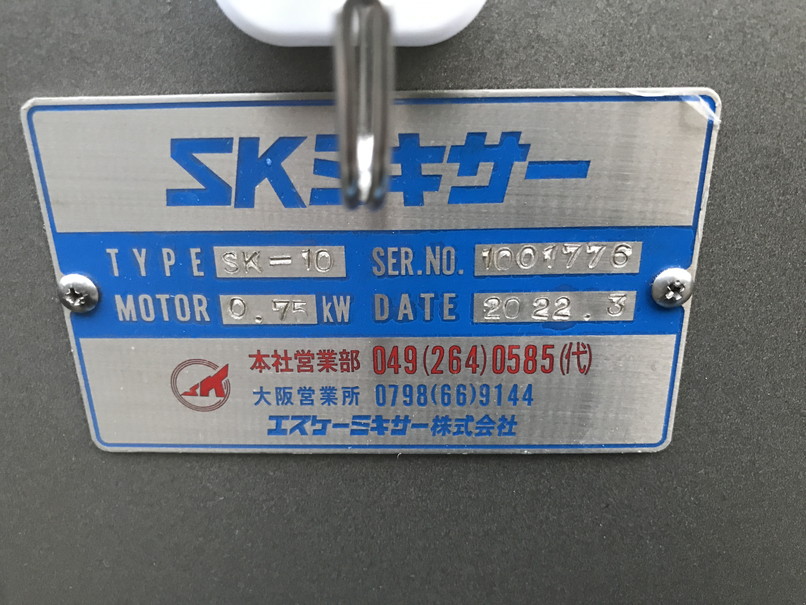 SKミキサー
TYPE SK-10 SER.NO. 1001776
MOTOR 0.75 kW DATE 2022.3
本社営業部 049(264)0585(代)
大阪営業所 0798(66)9144
エスケーミキサー株式会社